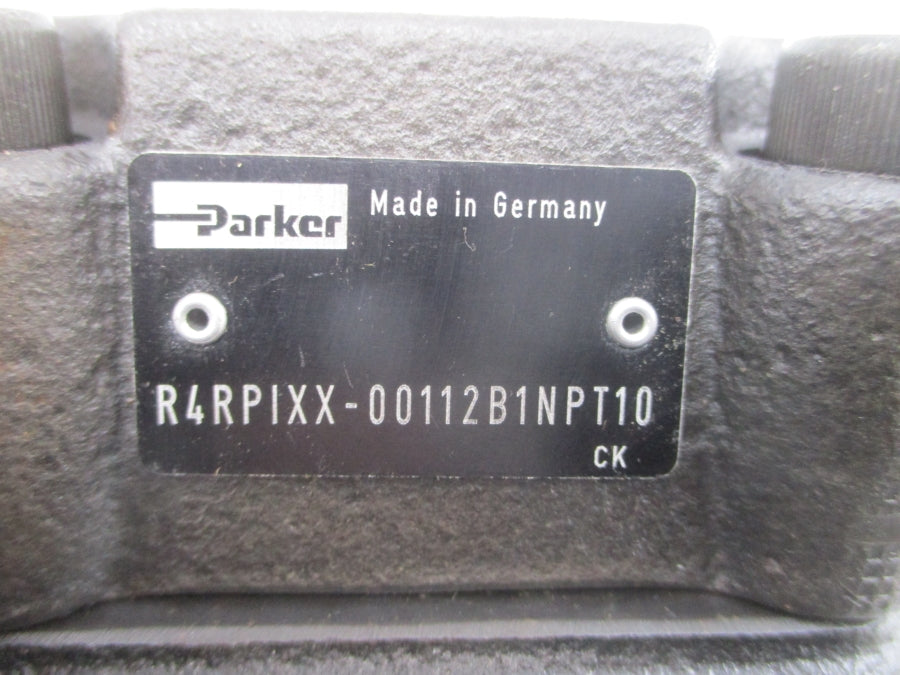 Parker Made in Germany
R4RPIXX-00112B1NPT10
CK